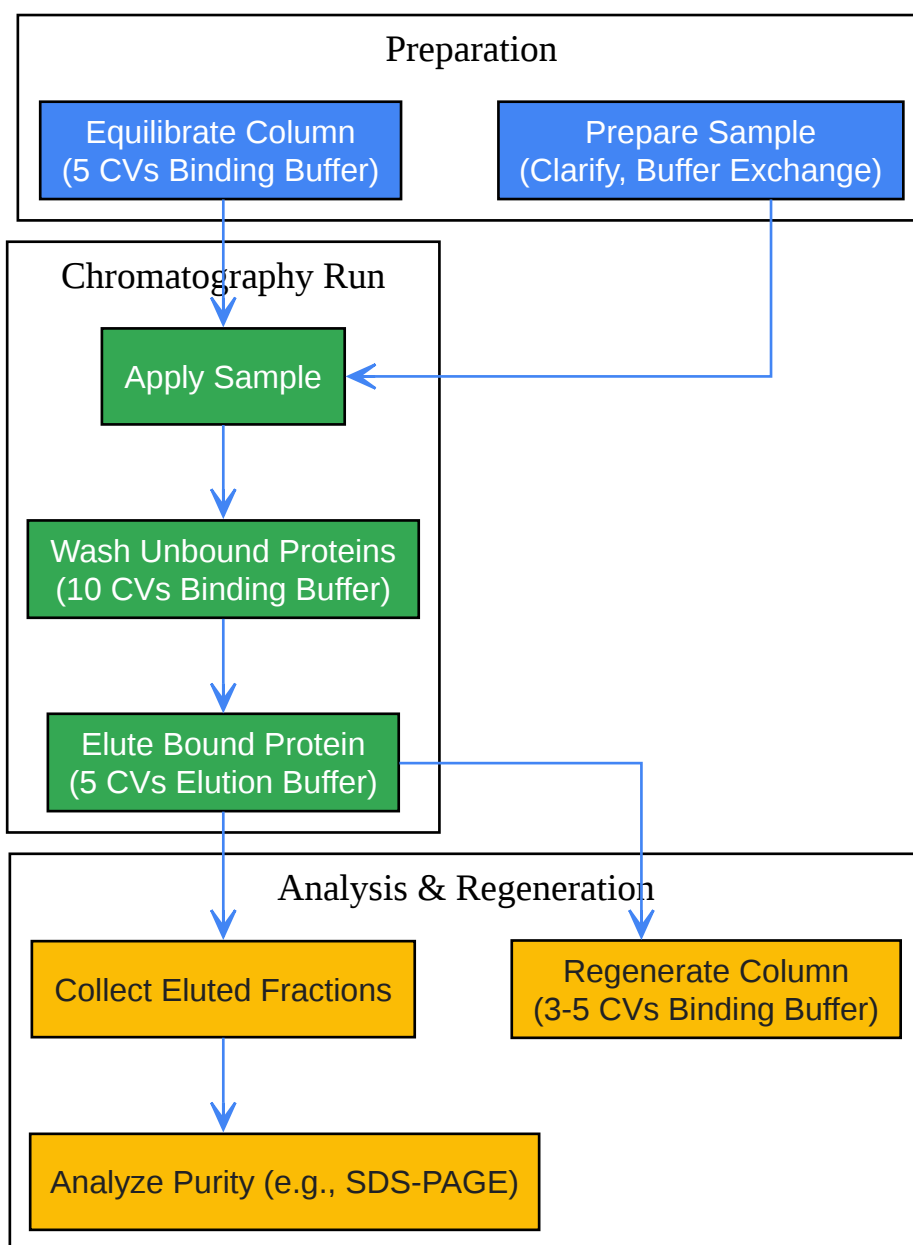 Preparation
Equilibrate Column
(5 CVs Binding Buffer)
Prepare Sample
(Clarify, Buffer Exchange)
Chromatography Run
Apply Sample
Wash Unbound Proteins
(10 CVs Binding Buffer)
Elute Bound Protein
(5 CVs Elution Buffer)
Analysis & Regeneration
Collect Eluted Fractions
Regenerate Column
(3-5 CVs Binding Buffer)
Analyze Purity (e.g., SDS-PAGE)